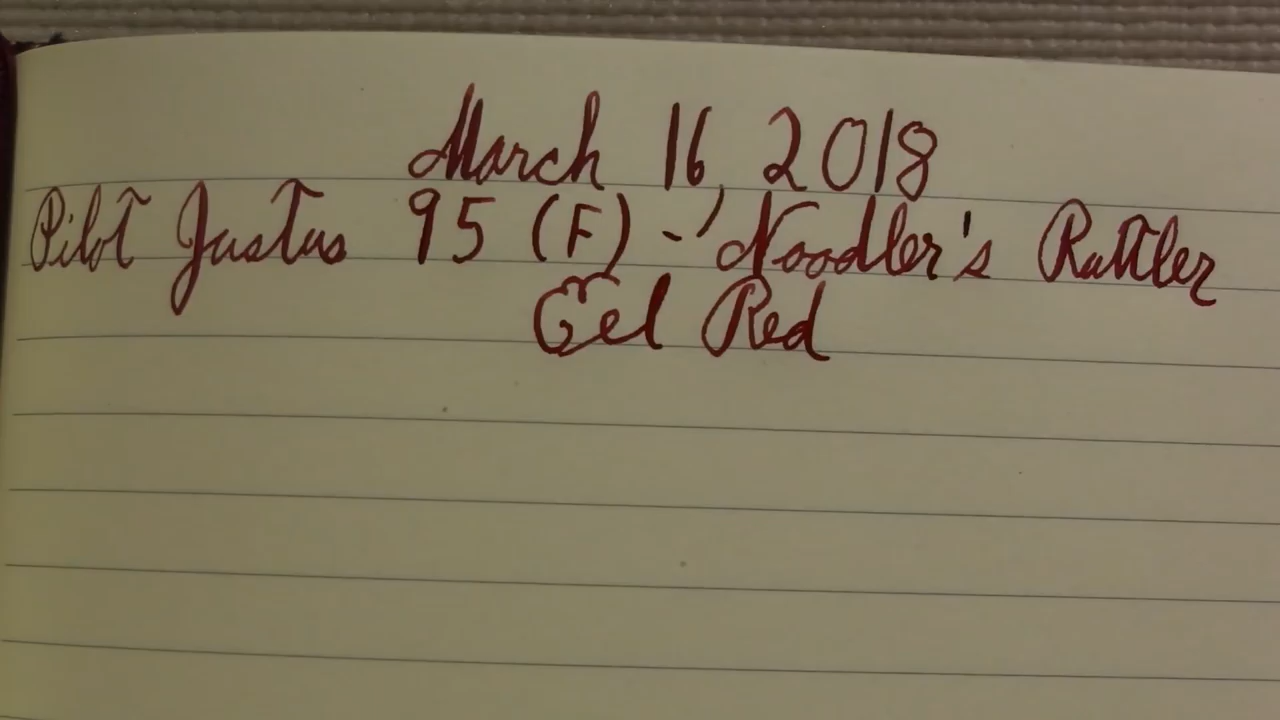 March 16, 2018
Pilot Justus 95 (F) - Noodler's Rattler
Eel Red